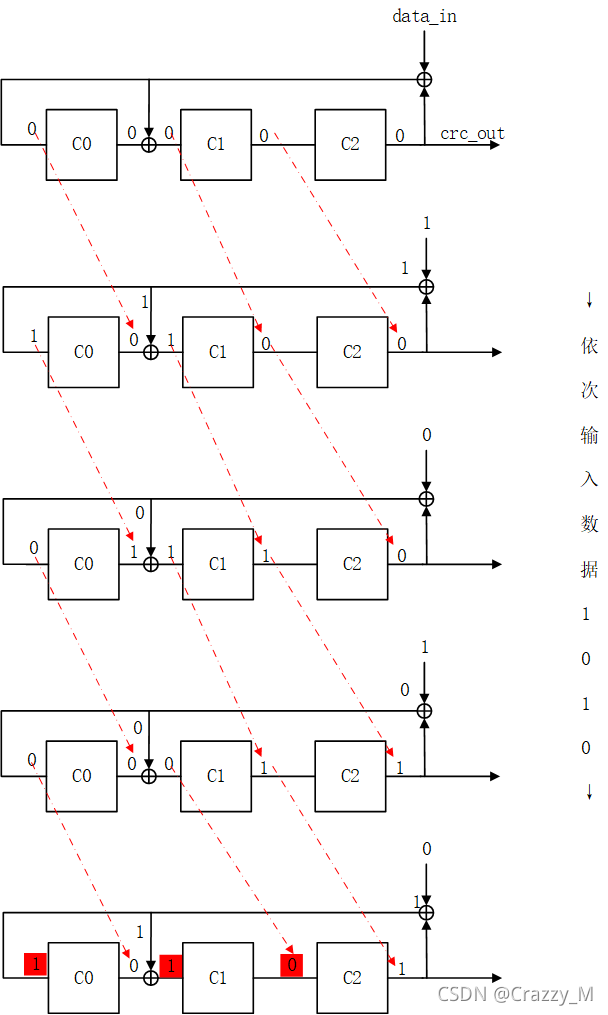 data_in
0 C0 0 0 C1 0 C2 0 crc_out
1
1
1
1 C0 0 1 C1 0 C2 0
0
0
0 C0 1 1 C1 1 C2 0
1
0
0
0 C0 0 0 C1 1 C2 1
0
1
1
1 C0 0 1 C1 0 C2 1
↓
依
次
输
入
数
据
1
0
1
0
↓
CSDN @Crazzy_M